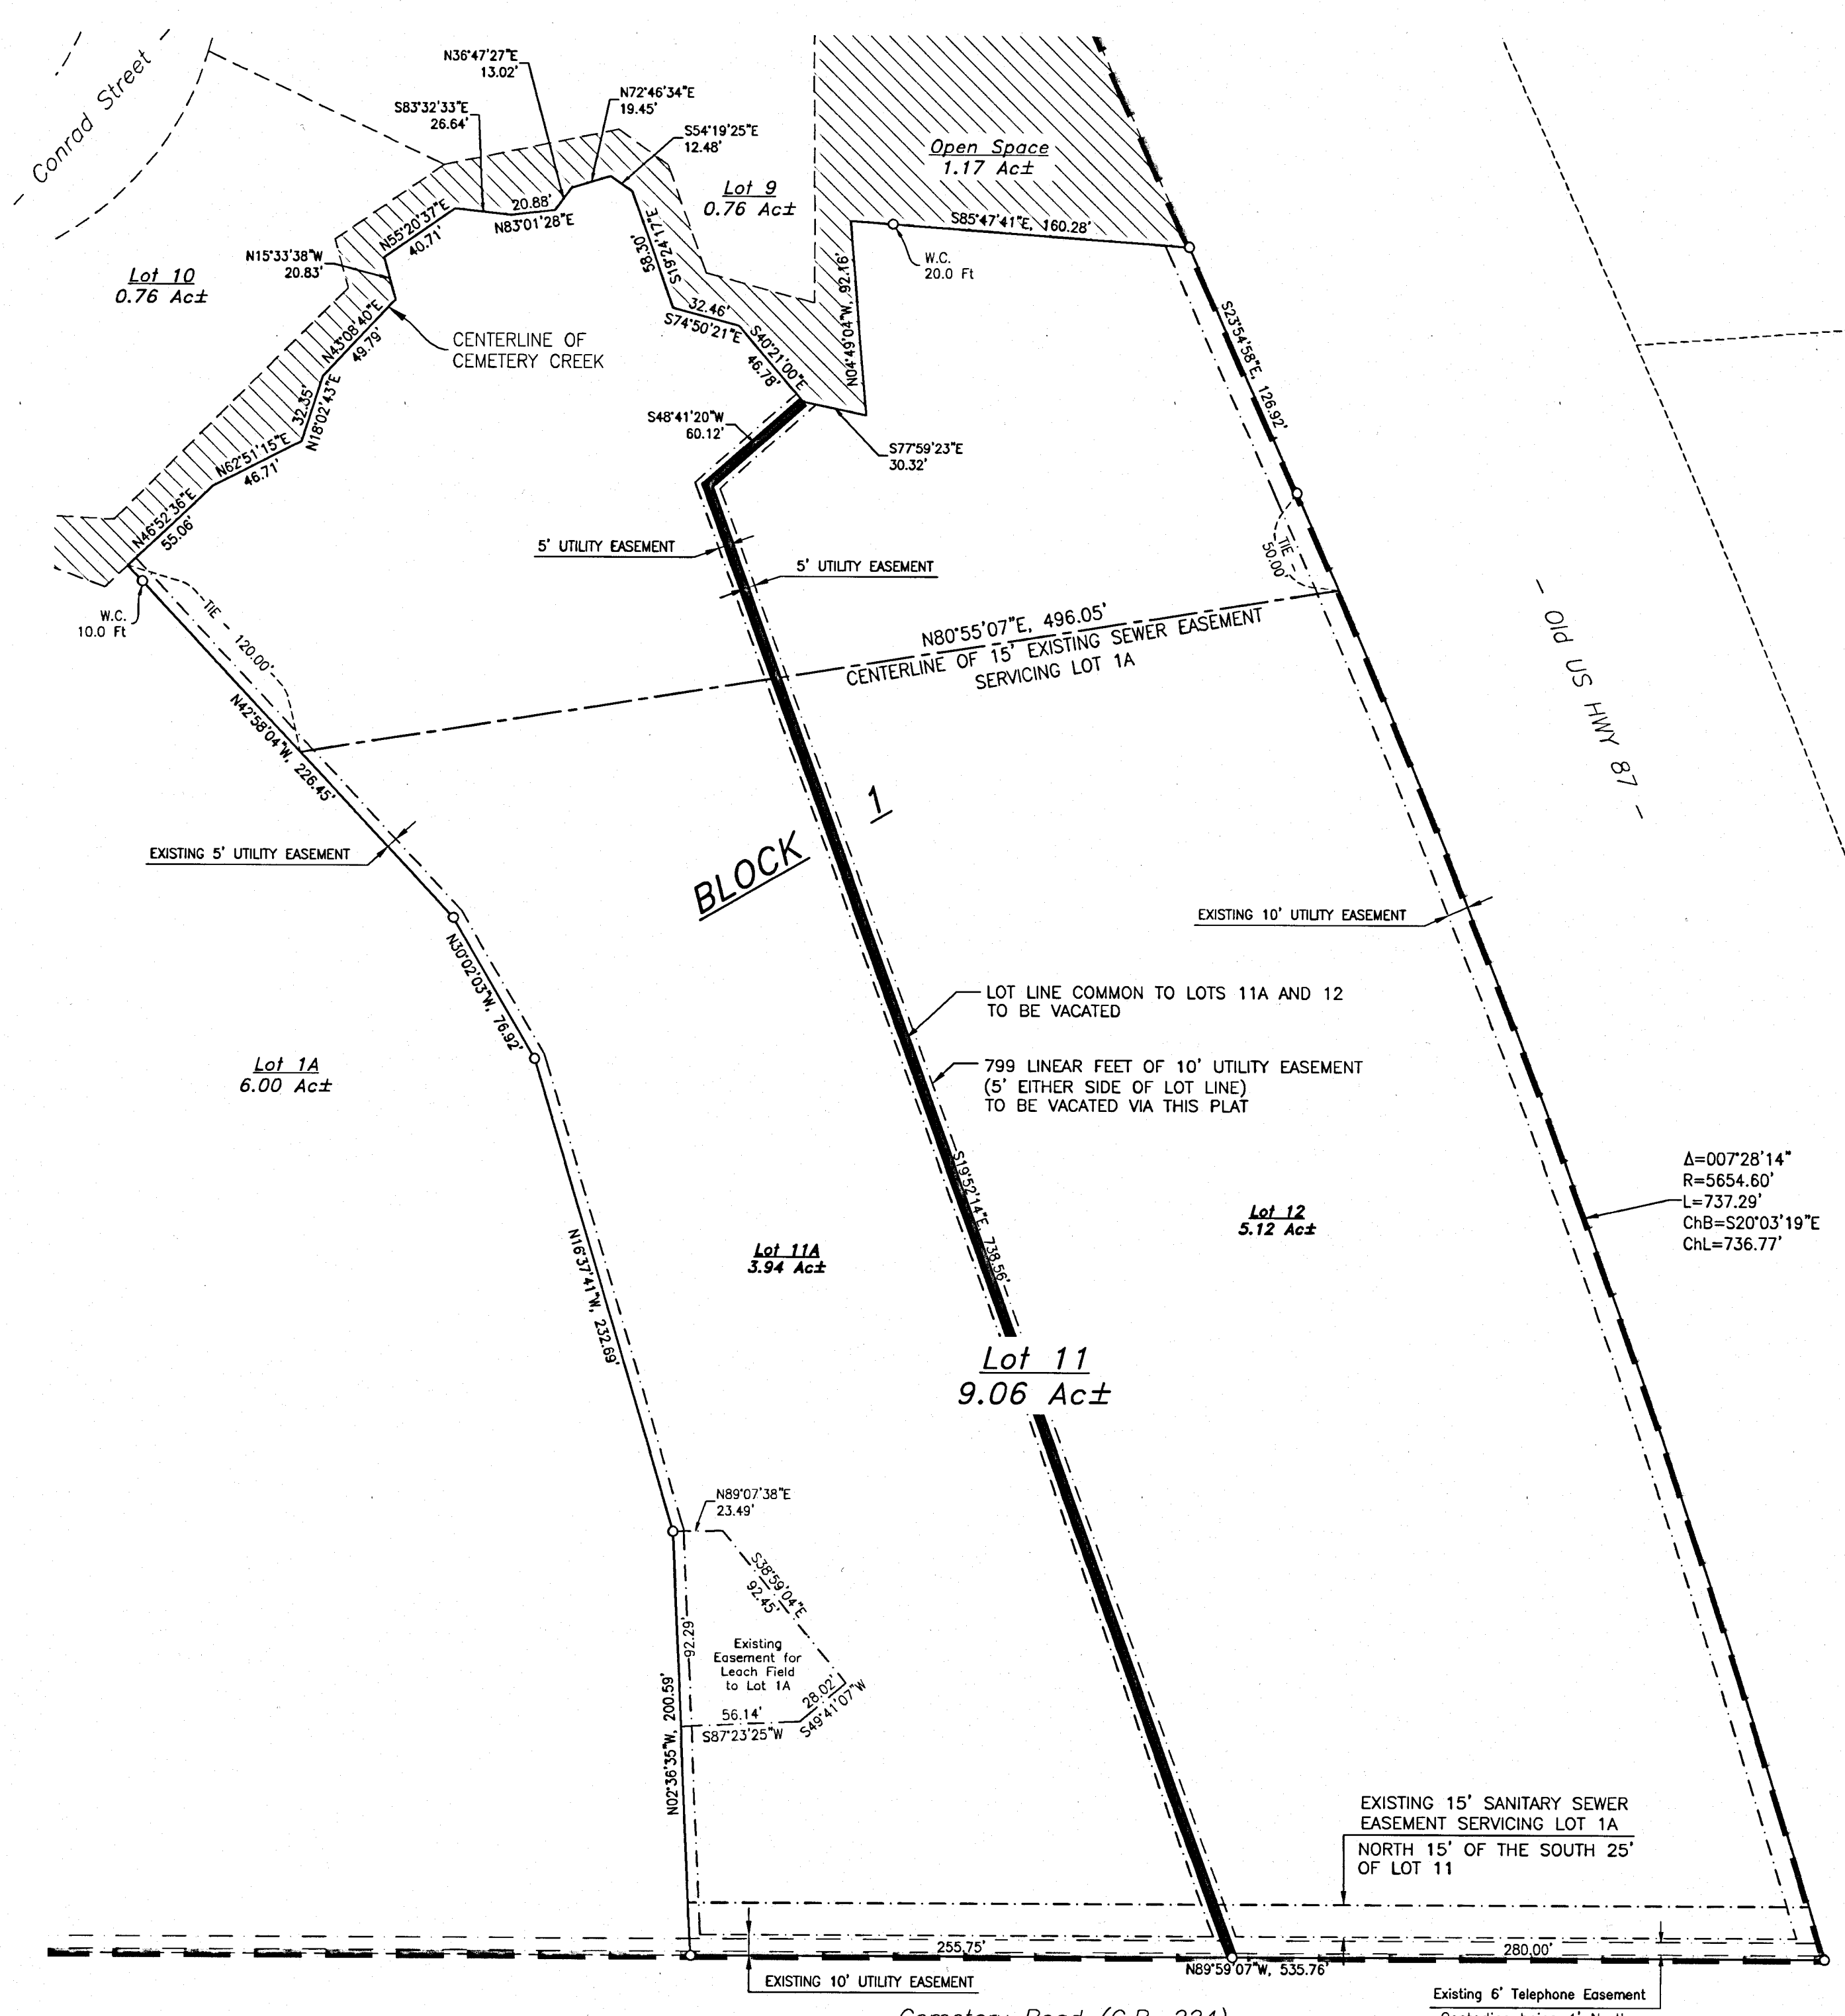 - Conrad Street -
N36°47'27"E
13.02'
S83°32'33"E
26.64'
N72°46'34"E
19.45'
S54°19'25"E
12.48'
Open Space
1.17 Ac±
Lot 9
0.76 Ac±
20.88'
N83°01'28"E
N55°20'37"E
40.71'
S19°24'17"E
58.30'
S85°47'41"E, 160.28'
W.C.
20.0 Ft
N15°33'38"W
20.83'
Lot 10
0.76 Ac±
N43°08'40"E
49.79'
CENTERLINE OF
CEMETERY CREEK
32.46'
S74°50'21"E
S40°21'00"E
46.78'
N04°49'04"W, 92.16'
S23°54'58"E, 126.92'
32.35'
N18°02'43"E
N62°51'15"E
46.71'
S48°41'20"W
60.12'
S77°59'23"E
30.32'
N46°52'36"E
55.06'
5' UTILITY EASEMENT
5' UTILITY EASEMENT
TIE
50.00'
W.C.
10.0 Ft
TIE - 120.00'
N80°55'07"E, 496.05'
CENTERLINE OF 15' EXISTING SEWER EASEMENT
SERVICING LOT 1A
- Old US HWY 87 -
N42°58'04"W, 226.45'
EXISTING 5' UTILITY EASEMENT
BLOCK 1
EXISTING 10' UTILITY EASEMENT
N30°02'03"W, 76.92'
LOT LINE COMMON TO LOTS 11A AND 12
TO BE VACATED
Lot 1A
6.00 Ac±
799 LINEAR FEET OF 10' UTILITY EASEMENT
(5' EITHER SIDE OF LOT LINE)
TO BE VACATED VIA THIS PLAT
S19°52'14"E, 738.56'
Δ=007°28'14"
R=5654.60'
L=737.29'
ChB=S20°03'19"E
ChL=736.77'
Lot 12
5.12 Ac±
Lot 11A
3.94 Ac±
N16°37'41"W, 232.69'
Lot 11
9.06 Ac±
N89°07'38"E
23.49'
S38°59'04"E
92.45'
92.29'
Existing
Easement for
Leach Field
to Lot 1A
28.02'
S49°41'07"W
56.14'
S87°23'25"W
N02°36'35"W, 200.59'
EXISTING 15' SANITARY SEWER
EASEMENT SERVICING LOT 1A
NORTH 15' OF THE SOUTH 25'
OF LOT 11
255.75'
280.00'
N89°59'07"W, 535.76'
EXISTING 10' UTILITY EASEMENT
Existing 6' Telephone Easement